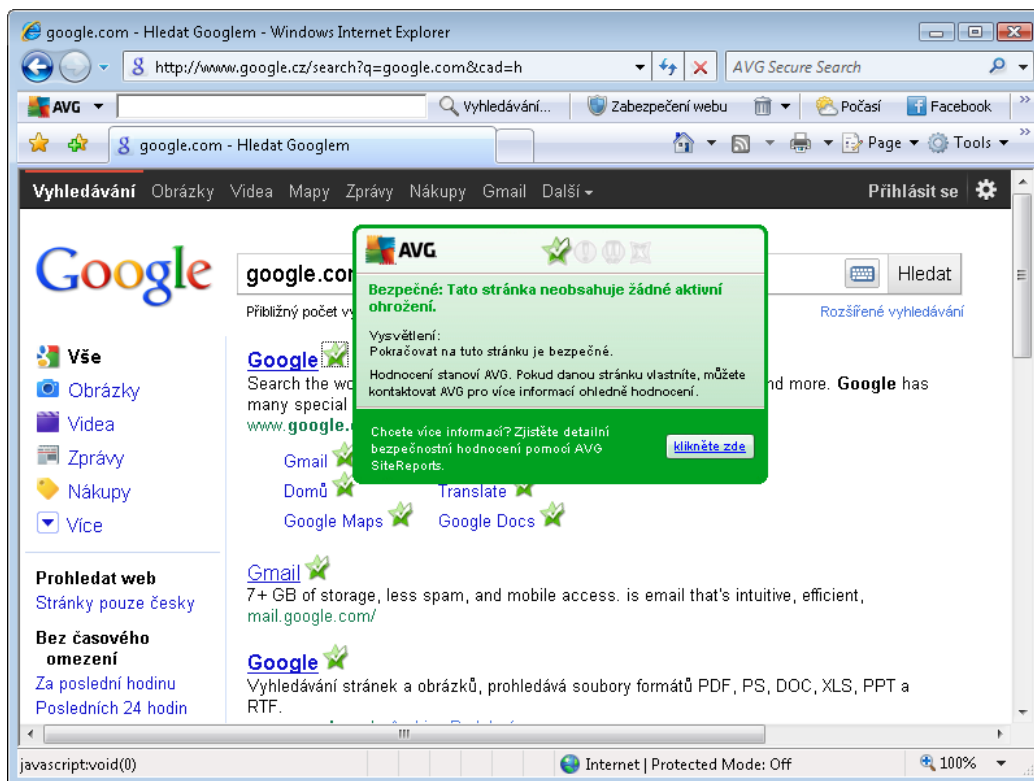 google.com - Hledat Googlem - Windows Internet Explorer
http://www.google.cz/search?q=google.com&cad=h
AVG Secure Search
AVG
Vyhledávání...
Zabezpečení webu
Počasí
Facebook
google.com - Hledat Googlem
Page
Tools
Vyhledávání Obrázky Videa Mapy Zprávy Nákupy Gmail Další
Přihlásit se
Google
google.com
Hledat
Přibližný počet
Rozšířené vyhledávání
AVG
Bezpečné: Tato stránka neobsahuje žádné aktivní
ohrožení.
Vysvětlení:
Pokračovat na tuto stránku je bezpečné.
Hodnocení stanoví AVG. Pokud danou stránku vlastníte, můžete
kontaktovat AVG pro více informací ohledně hodnocení.
Chcete více informací? Zjistěte detailní
bezpečnostní hodnocení pomocí AVG
SiteReports.
klikněte zde
Vše
Obrázky
Videa
Zprávy
Nákupy
Více
Prohledat web
Stránky pouze česky
Bez časového
omezení
Za poslední hodinu
Posledních 24 hodin
Google
Search the
nd more. Google has
many special
www.google.
Gmail
Domů
Translate
Google Maps
Google Docs
Gmail
7+ GB of storage, less spam, and mobile access. is email that's intuitive, efficient,
mail.google.com/
Google
Vyhledávání stránek a obrázků, prohledává soubory formátů PDF, PS, DOC, XLS, PPT a
RTF.
javascript:void(0)
Internet | Protected Mode: Off
100%